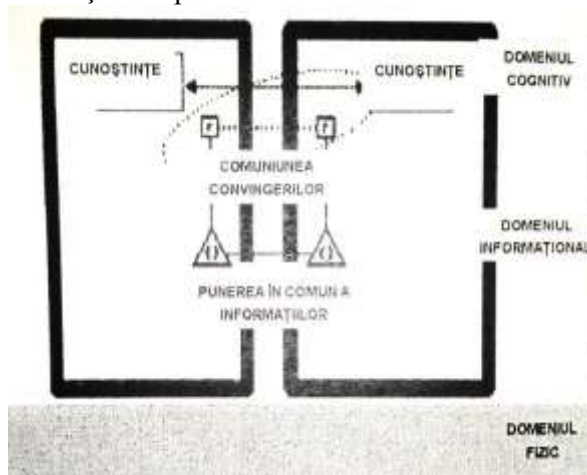 CUNOŞTINŢE
CUNOŞTINŢE
DOMENIUL
COGNITIV
COMUNIUNEA
CONVINGERILOR
DOMENIUL
INFORMAŢIONAL
( )
( )
PUNEREA ÎN COMUN A
INFORMAŢIILOR
DOMENIUL
FIZIC